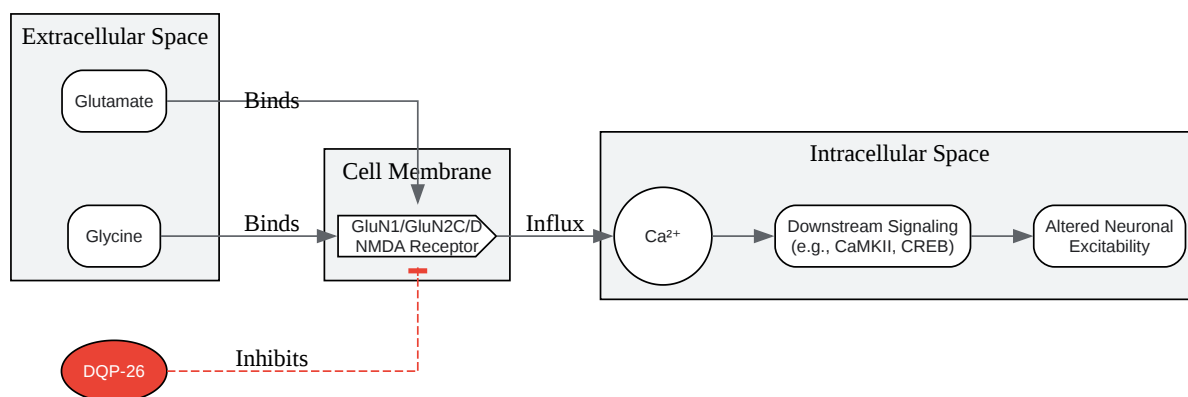 Extracellular Space
Glutamate
Binds
Cell Membrane
Intracellular Space
Glycine
Binds
GluN1/GluN2C/D
NMDA Receptor
Influx
Ca²⁺
Downstream Signaling
(e.g., CaMKII, CREB)
Altered Neuronal
Excitability
DQP-26
Inhibits